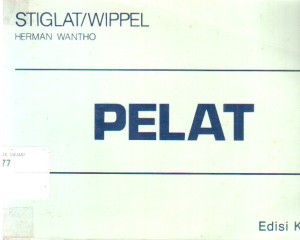 STIGLAT/WIPPEL
HERMAN WANTHO
PELAT
77
Edisi K